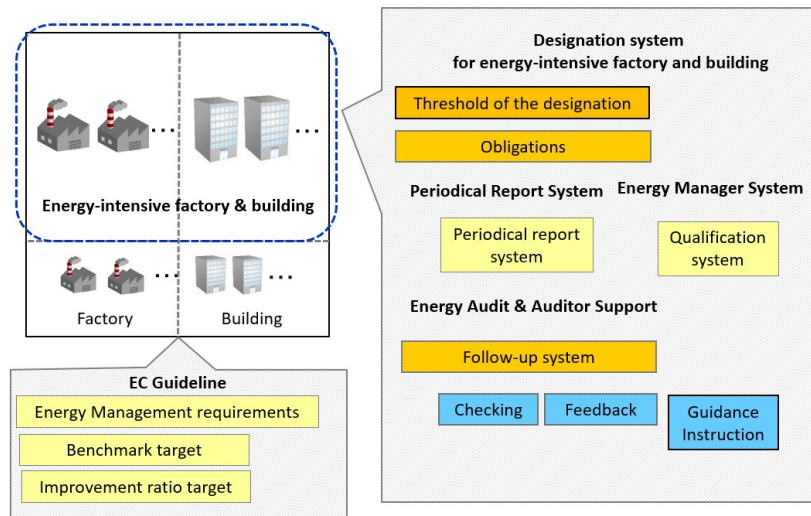 Energy-intensive factory & building
Factory
Building
EC Guideline
Energy Management requirements
Benchmark target
Improvement ratio target
Designation system
for energy-intensive factory and building
Threshold of the designation
Obligations
Periodical Report System
Energy Manager System
Periodical report
system
Qualification
system
Energy Audit & Auditor Support
Follow-up system
Checking
Feedback
Guidance
Instruction